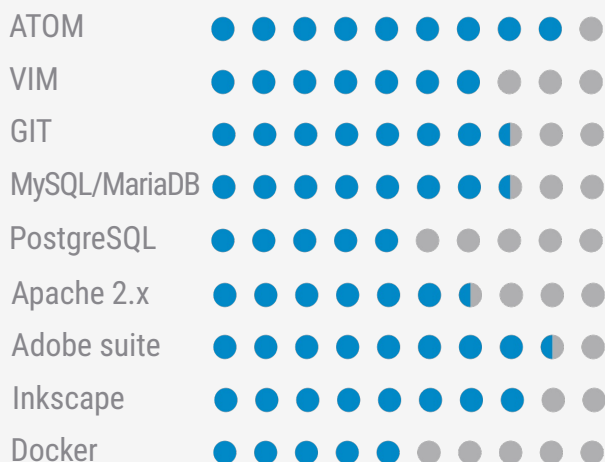 ATOM
VIM
GIT
MySQL/MariaDB
PostgreSQL
Apache 2.x
Adobe suite
Inkscape
Docker